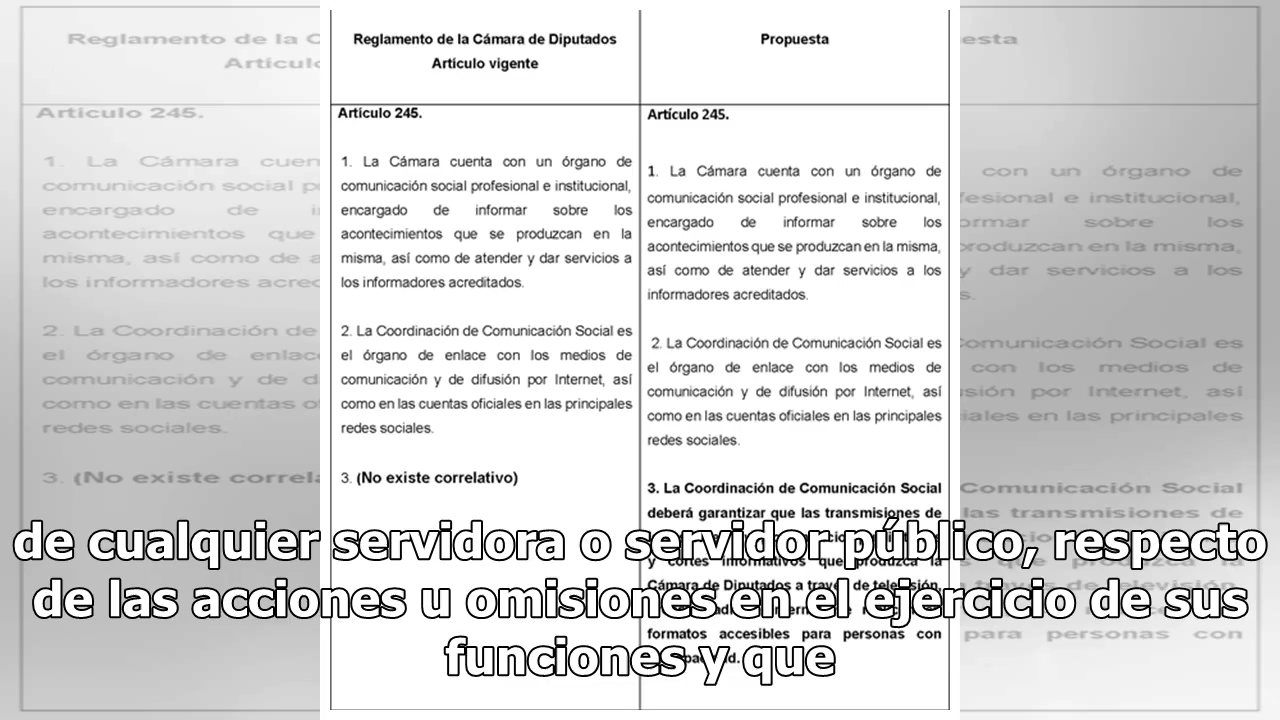 Reglamento de la Cámara de Diputados
Artículo vigente
Propuesta
Artículo 245.
1. La Cámara cuenta con un órgano de
comunicación social profesional e institucional,
encargado de informar sobre los
acontecimientos que se produzcan en la
misma, así como de atender y dar servicios a
los informadores acreditados.
2. La Coordinación de Comunicación Social es
el órgano de enlace con los medios de
comunicación y de difusión por Internet, así
como en las cuentas oficiales en las principales
redes sociales.
3. (No existe correlativo)
Artículo 245.
1. La Cámara cuenta con un órgano de
comunicación social profesional e institucional,
encargado de informar sobre los
acontecimientos que se produzcan en la misma,
así como de atender y dar servicios a los
informadores acreditados.
2. La Coordinación de Comunicación Social es
el órgano de enlace con los medios de
comunicación y de difusión por Internet, así
como en las cuentas oficiales en las principales
redes sociales.
3. La Coordinación de Comunicación Social
deberá garantizar que las transmisiones de
y cortes informativos que produzca la
Cámara de Diputados a través de televisión,
formatos accesibles para personas con
de cualquier servidora o servidor público, respecto
de las acciones u omisiones en el ejercicio de sus
funciones y que